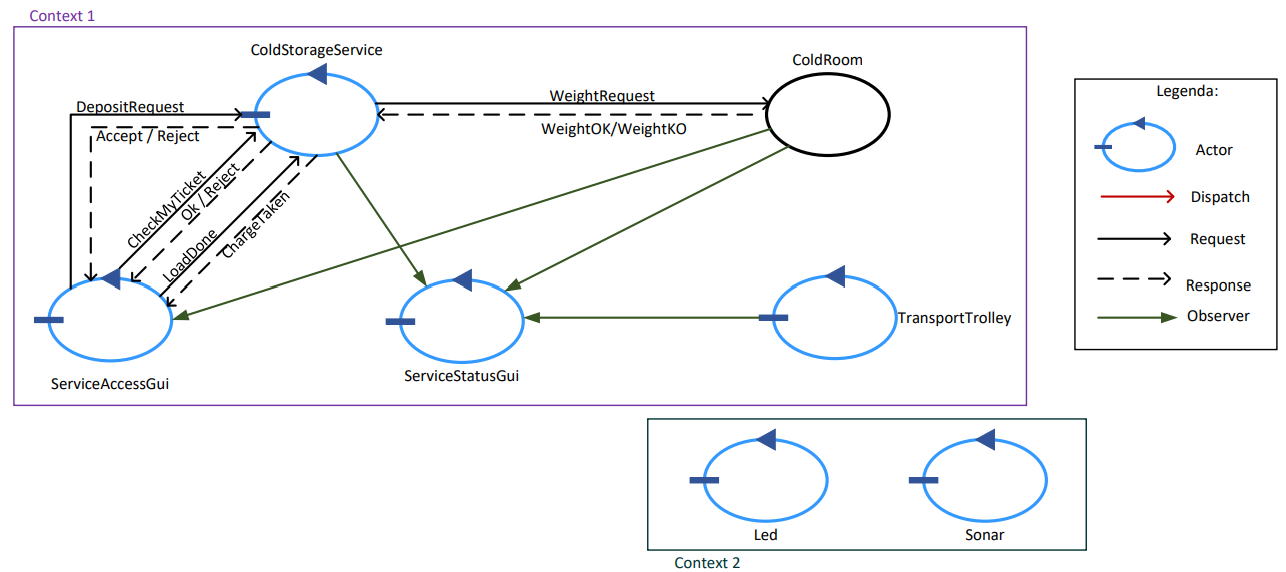 Context 1
ColdStorageService
ColdRoom
DepositRequest
Accept / Reject
WeightRequest
WeightOK/WeightKO
CheckMyTicket
Ok / Reject
LoadDone
ChargeTaken
ServiceAccessGui
ServiceStatusGui
TransportTrolley
Legenda:
Actor
Dispatch
Request
Response
Observer
Led
Sonar
Context 2